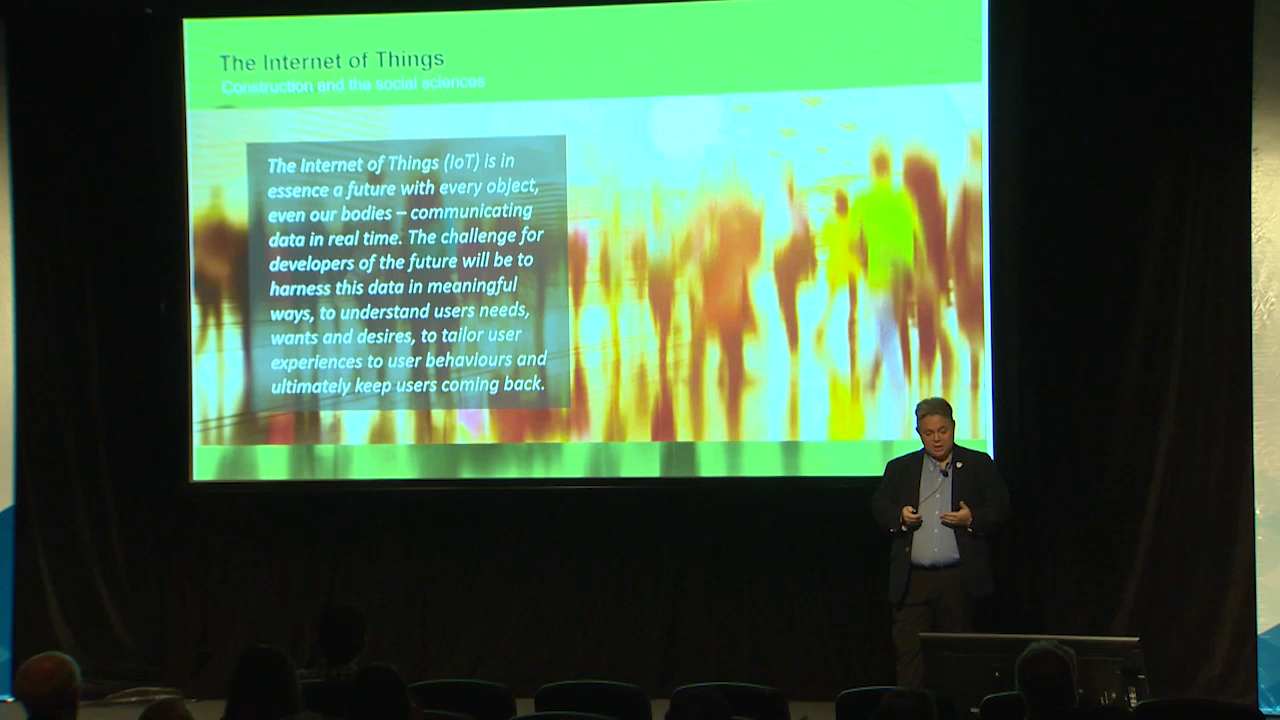 The Internet of Things
Construction and the social sciences
The Internet of Things (IoT) is in
essence a future with every object,
even our bodies – communicating
data in real time. The challenge for
developers of the future will be to
harness this data in meaningful
ways, to understand users needs,
wants and desires, to tailor user
experiences to user behaviours and
ultimately keep users coming back.